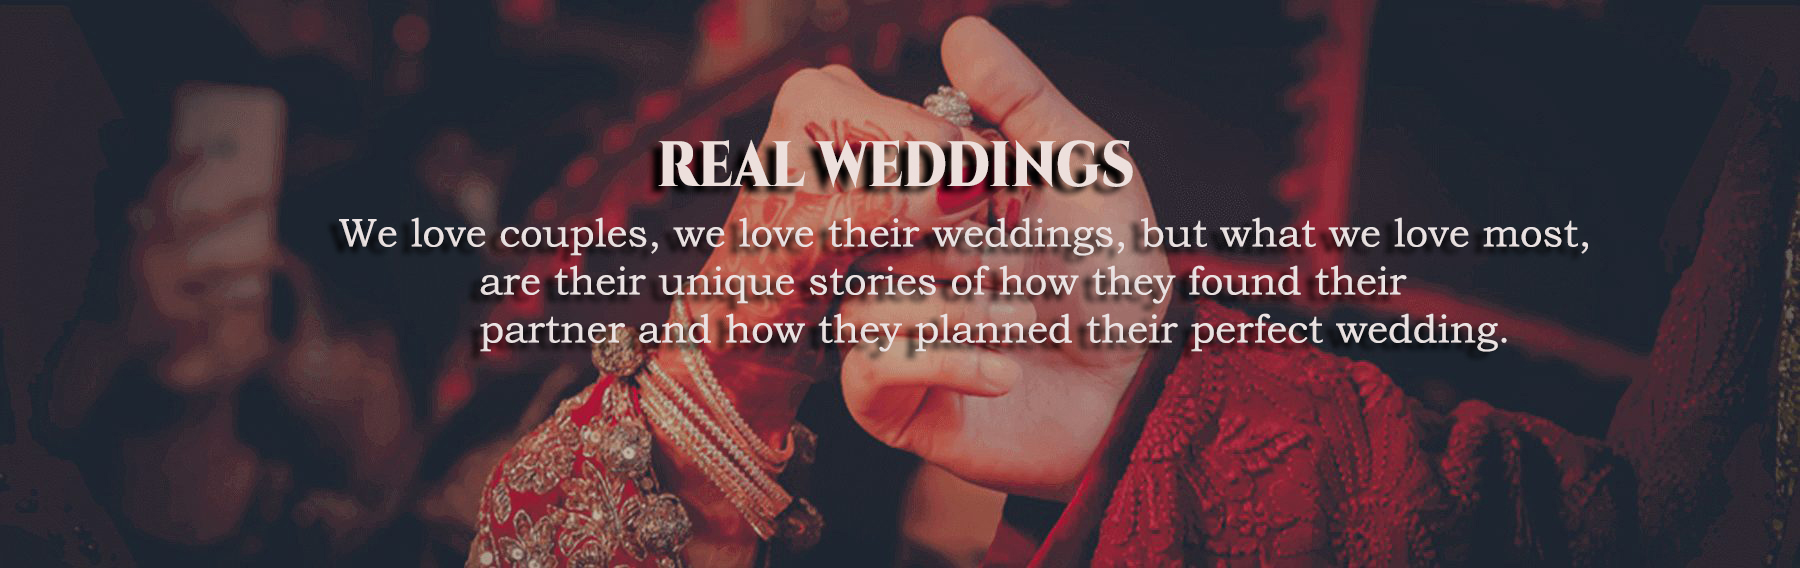 REAL WEDDINGS
We love couples, we love their weddings, but what we love most,
are their unique stories of how they found their
partner and how they planned their perfect wedding.